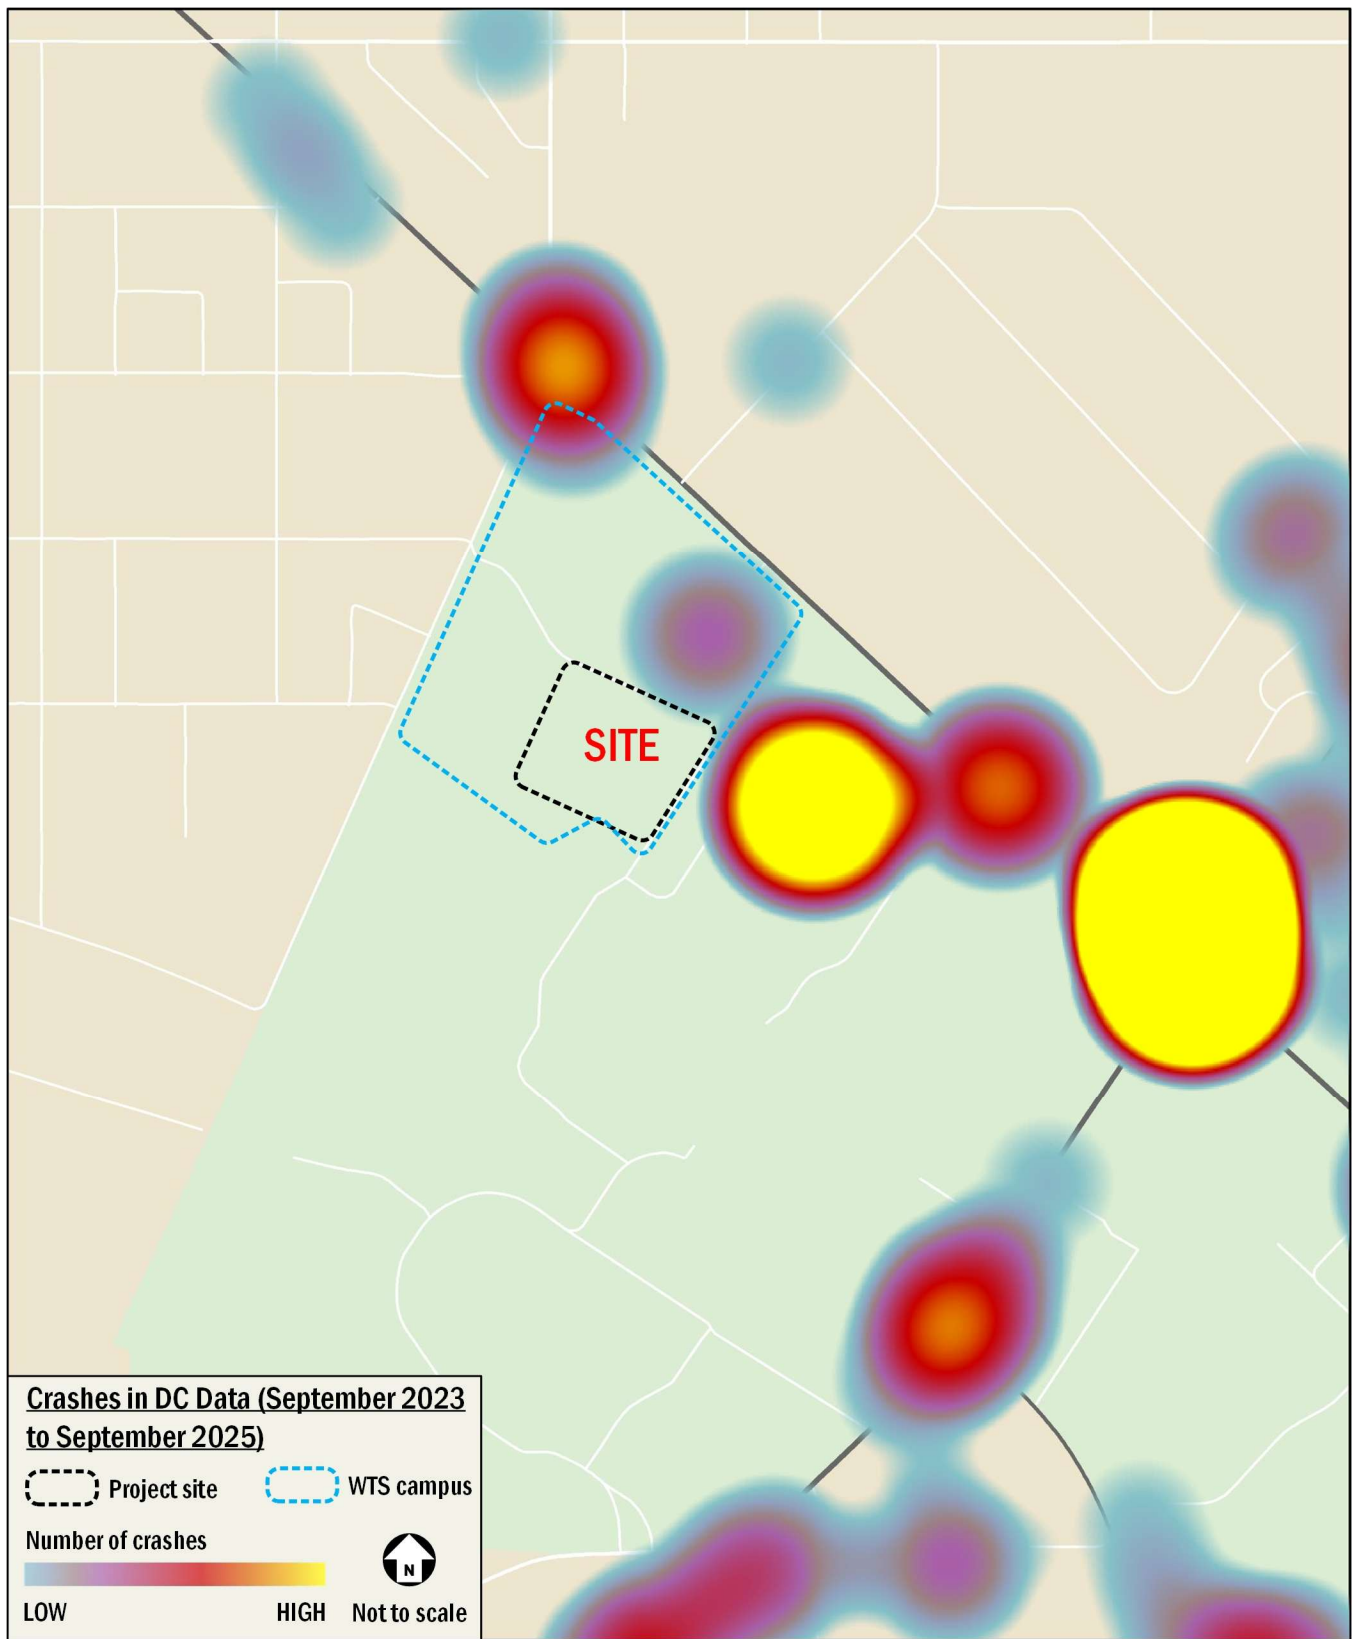 SITE
Crashes in DC Data (September 2023
to September 2025)
Project site
WTS campus
Number of crashes
N
LOW
HIGH
Not to scale